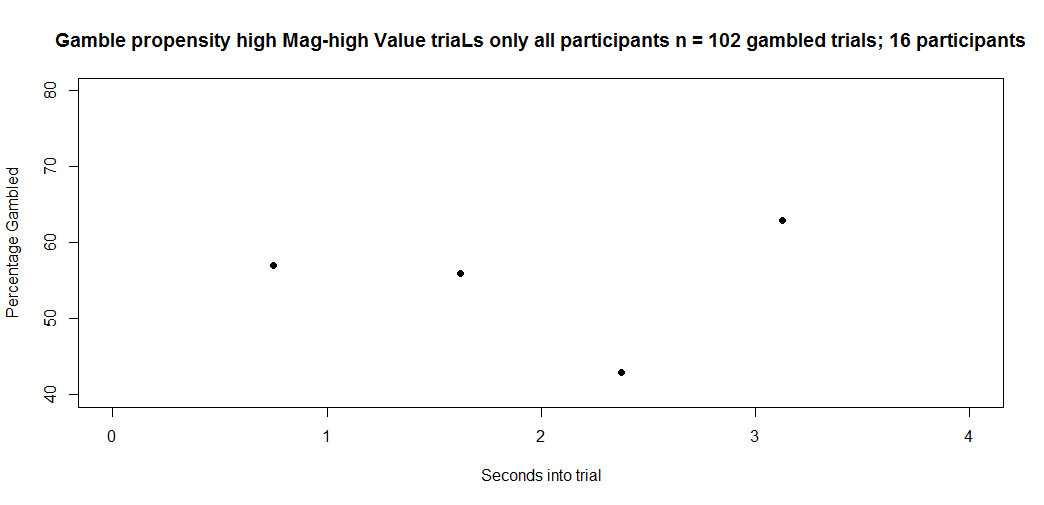 Gamble propensity high Mag-high Value triaLs only all participants n = 102 gambled trials; 16 participants
80
70
60
50
40
Percentage Gambled
0 1 2 3 4
Seconds into trial